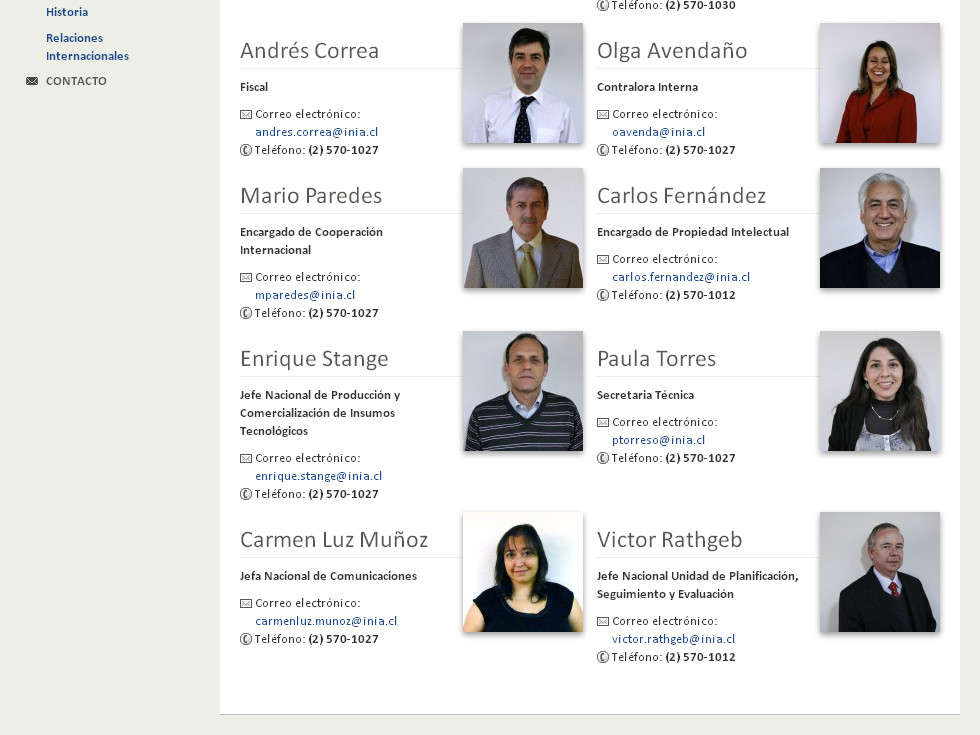 Historia
Relaciones
Internacionales
CONTACTO
Teléfono: (2) 570-1030
Andrés Correa
Fiscal
Correo electrónico:
andres.correa@inia.cl
Teléfono: (2) 570-1027
Olga Avendaño
Contralora Interna
Correo electrónico:
oavenda@inia.cl
Teléfono: (2) 570-1027
Mario Paredes
Encargado de Cooperación
Internacional
Correo electrónico:
mparedes@inia.cl
Teléfono: (2) 570-1027
Carlos Fernández
Encargado de Propiedad Intelectual
Correo electrónico:
carlos.fernandez@inia.cl
Teléfono: (2) 570-1012
Enrique Stange
Jefe Nacional de Producción y
Comercialización de Insumos
Tecnológicos
Correo electrónico:
enrique.stange@inia.cl
Teléfono: (2) 570-1027
Paula Torres
Secretaria Técnica
Correo electrónico:
ptorreso@inia.cl
Teléfono: (2) 570-1027
Carmen Luz Muñoz
Jefa Nacional de Comunicaciones
Correo electrónico:
carmenluz.munoz@inia.cl
Teléfono: (2) 570-1027
Victor Rathgeb
Jefe Nacional Unidad de Planificación,
Seguimiento y Evaluación
Correo electrónico:
victor.rathgeb@inia.cl
Teléfono: (2) 570-1012